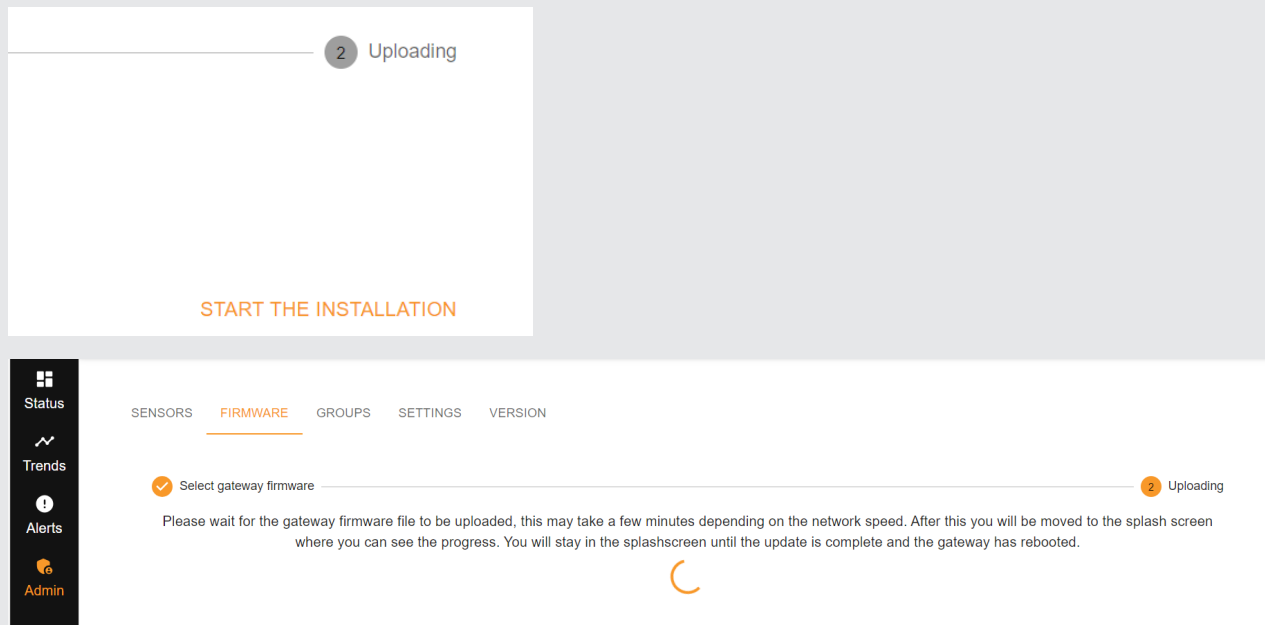 2 Uploading
START THE INSTALLATION
Status
Trends
Alerts
Admin
SENSORS FIRMWARE GROUPS SETTINGS VERSION
Select gateway firmware 2 Uploading
Please wait for the gateway firmware file to be uploaded, this may take a few minutes depending on the network speed. After this you will be moved to the splash screen
where you can see the progress. You will stay in the splashscreen until the update is complete and the gateway has rebooted.